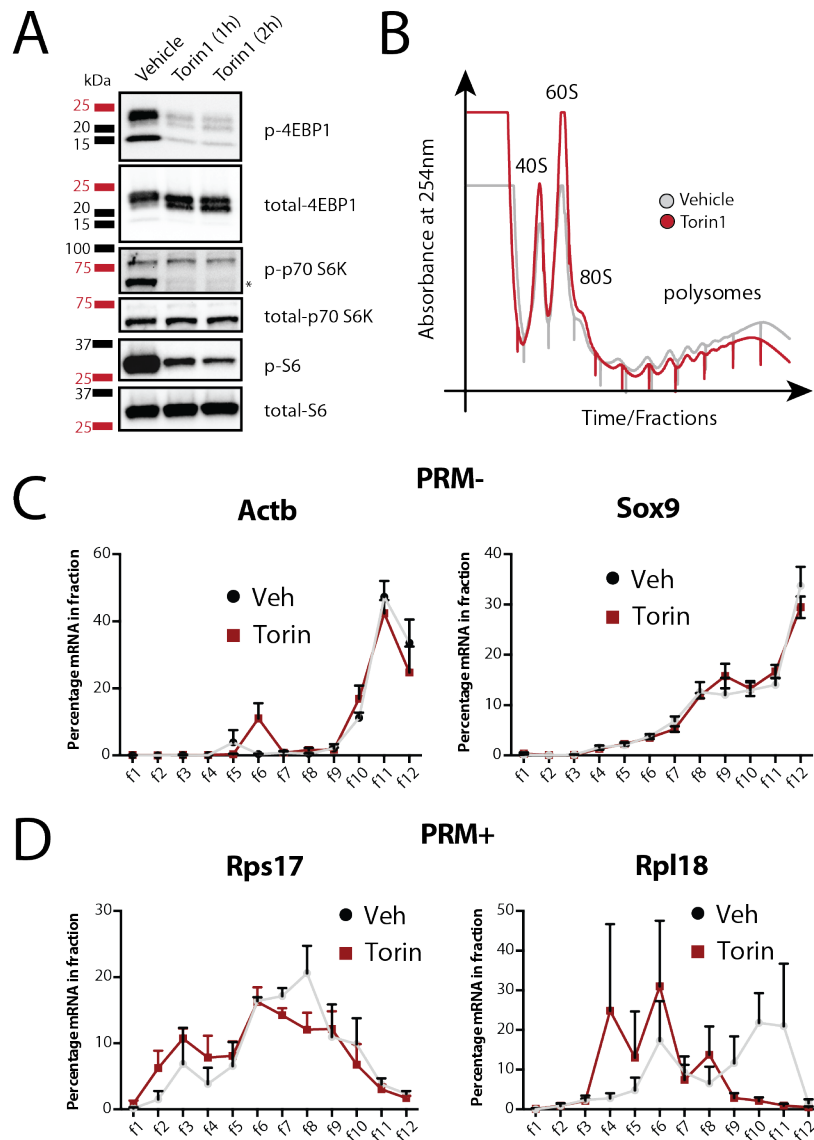 A
Vehicle
Torin1 (1h)
Torin1 (2h)
kDa
25
20
15
p-4EBP1
25
20
15
total-4EBP1
100
75
p-p70 S6K
*
75
total-p70 S6K
37
25
p-S6
37
25
total-S6
B
Absorbance at 254nm
40S
60S
80S
polysomes
Vehicle
Torin1
Time/Fractions
C
PRM-
Actb
Percentage mRNA in fraction
60
40
20
0
Veh
Torin
f1 f2 f3 f4 f5 f6 f7 f8 f9 f10 f11 f12
Sox9
Percentage mRNA in fraction
40
30
20
10
0
Veh
Torin
f1 f2 f3 f4 f5 f6 f7 f8 f9 f10 f11 f12
D
PRM+
Rps17
Percentage mRNA in fraction
30
20
10
0
Veh
Torin
f1 f2 f3 f4 f5 f6 f7 f8 f9 f10 f11 f12
Rpl18
Percentage mRNA in fraction
50
40
30
20
10
0
Veh
Torin
f1 f2 f3 f4 f5 f6 f7 f8 f9 f10 f11 f12